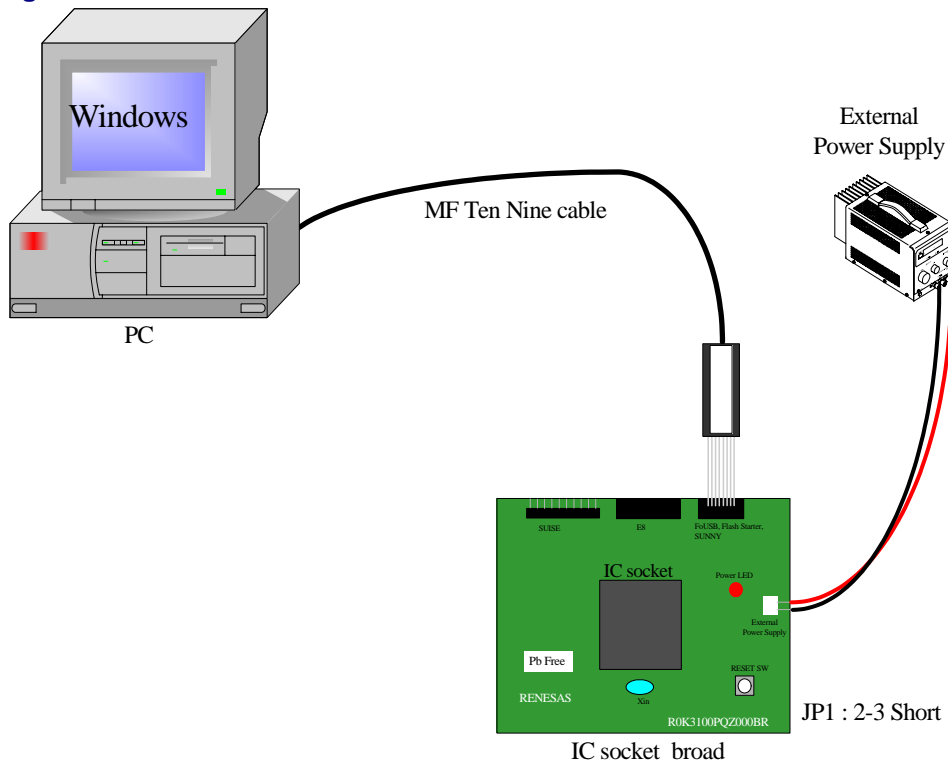 Windows
External
Power Supply
MF Ten Nine cable
PC
SUISE
E8
FoUSB, Flash Starter,
SUNNY
IC socket
Power LED
External
Power Supply
Pb Free
RESET SW
RENESAS
Xin
R0K3100PQZ000BR
JP1 : 2-3 Short
IC socket broad